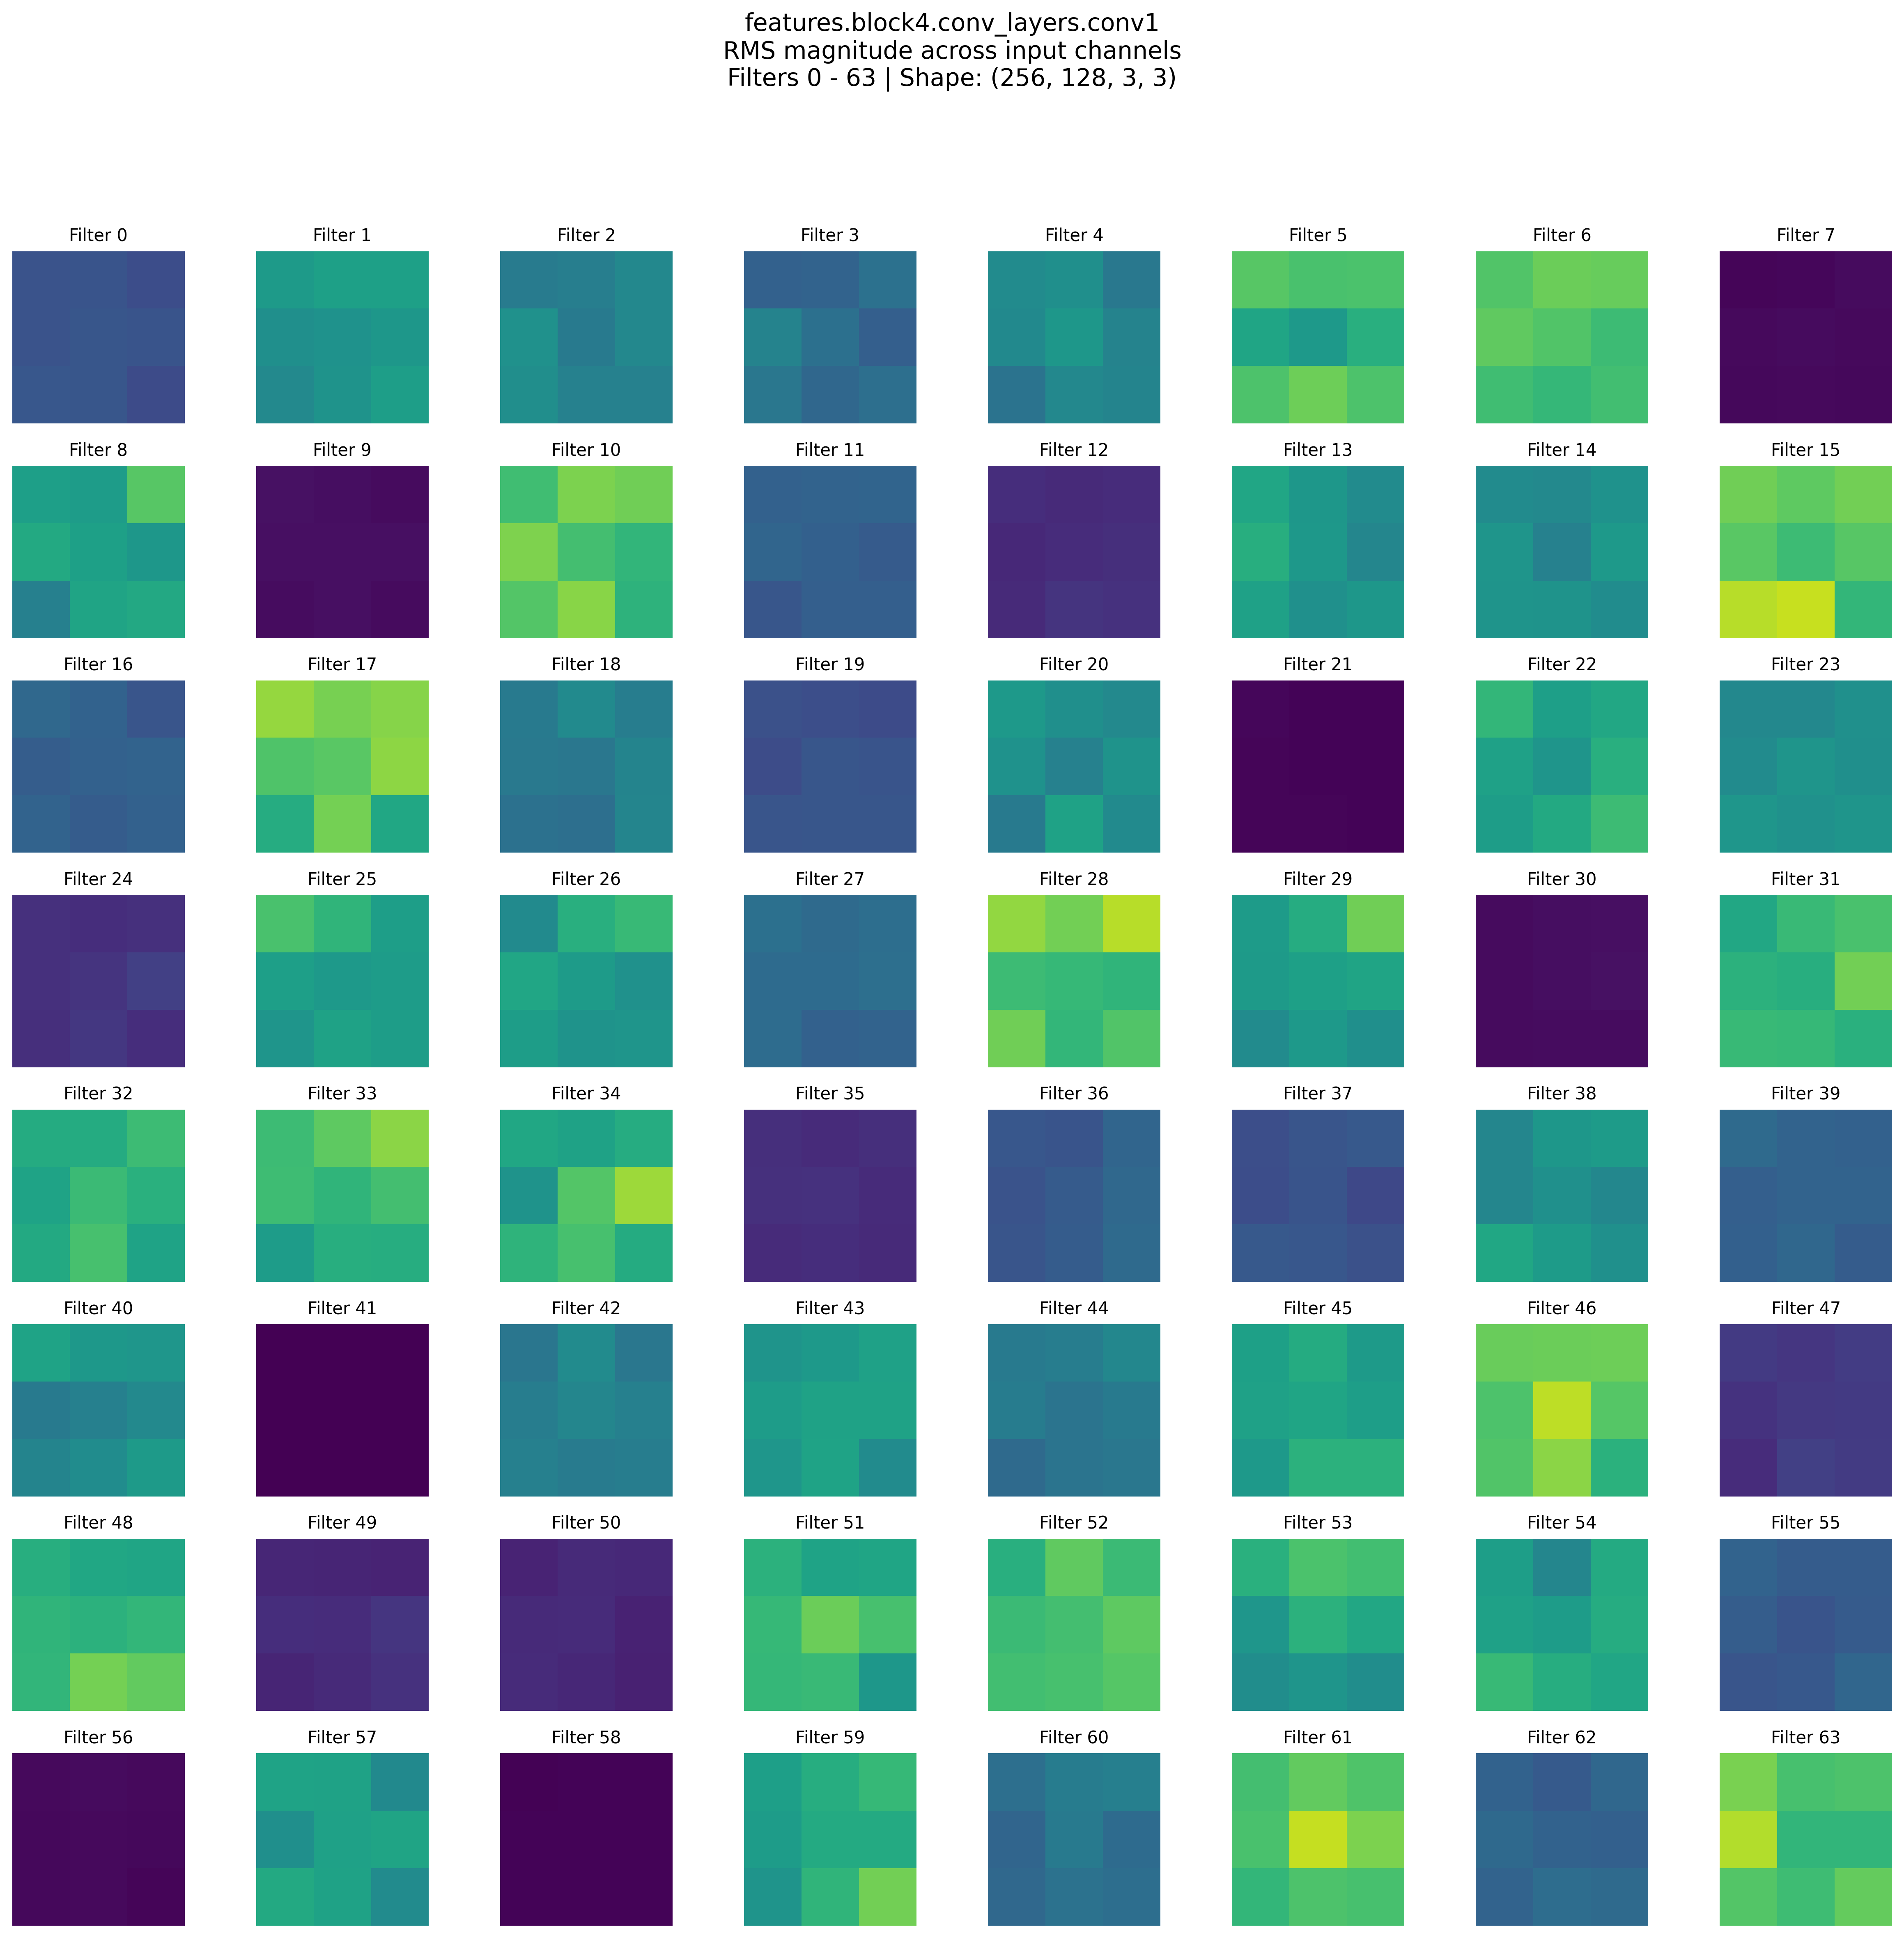 features.block4.conv_layers.conv1
RMS magnitude across input channels
Filters 0 - 63 | Shape: (256, 128, 3, 3)
Filter 0
Filter 1
Filter 2
Filter 3
Filter 4
Filter 5
Filter 6
Filter 7
Filter 8
Filter 9
Filter 10
Filter 11
Filter 12
Filter 13
Filter 14
Filter 15
Filter 16
Filter 17
Filter 18
Filter 19
Filter 20
Filter 21
Filter 22
Filter 23
Filter 24
Filter 25
Filter 26
Filter 27
Filter 28
Filter 29
Filter 30
Filter 31
Filter 32
Filter 33
Filter 34
Filter 35
Filter 36
Filter 37
Filter 38
Filter 39
Filter 40
Filter 41
Filter 42
Filter 43
Filter 44
Filter 45
Filter 46
Filter 47
Filter 48
Filter 49
Filter 50
Filter 51
Filter 52
Filter 53
Filter 54
Filter 55
Filter 56
Filter 57
Filter 58
Filter 59
Filter 60
Filter 61
Filter 62
Filter 63